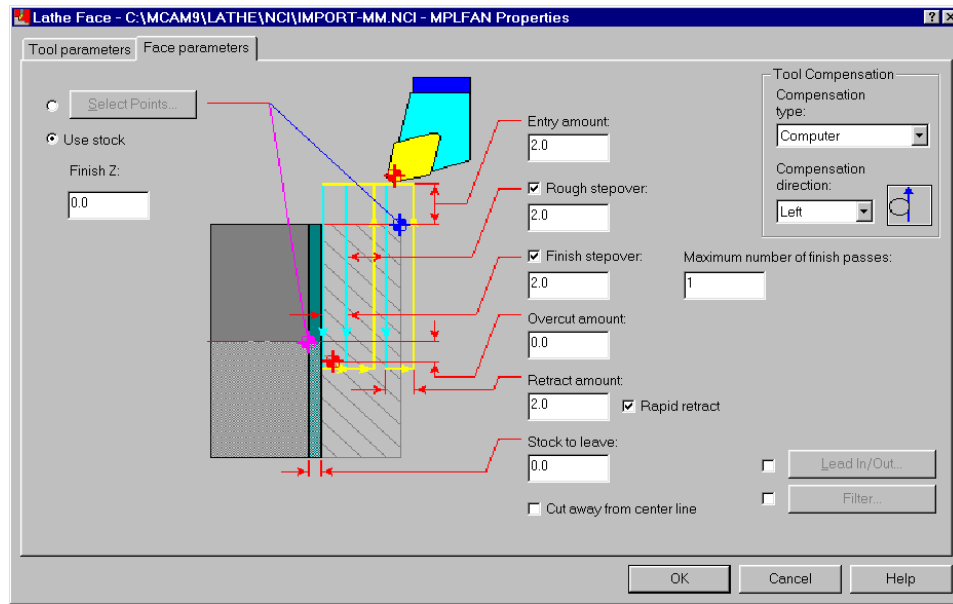 Lathe Face - C:\MCAM9\LATHE\NCI\IMPORT-MM.NCI - MPLFAN Properties
Tool parameters
Face parameters
Select Points...
Use stock
Finish Z:
0.0
Entry amount:
2.0
Rough stepover:
2.0
Finish stepover:
2.0
Maximum number of finish passes:
1
Overcut amount:
0.0
Retract amount:
2.0
Rapid retract
Stock to leave:
0.0
Cut away from center line
Tool Compensation
Compensation
type:
Computer
Compensation
direction:
Left
Lead In/Out...
Filter...
OK
Cancel
Help